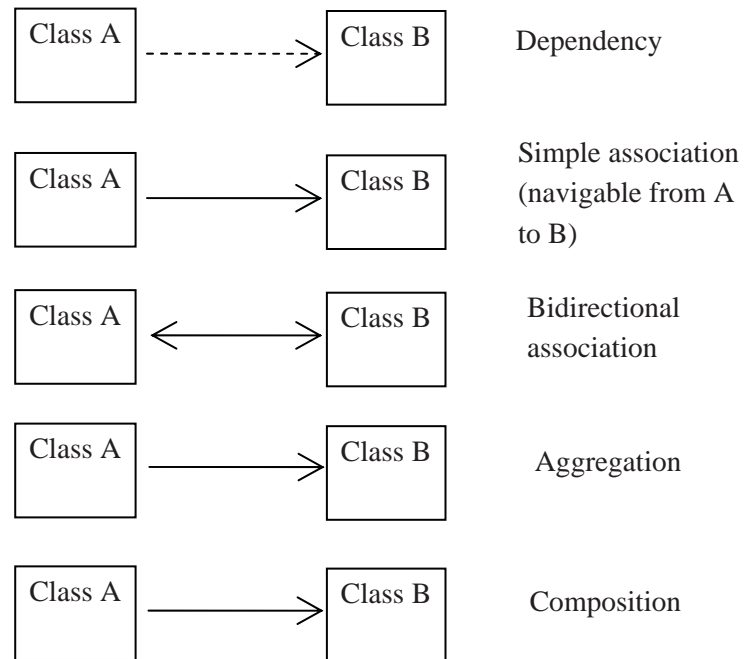 Class A
Class B
Dependency
Class A
Class B
Simple association
(navigable from A
to B)
Class A
Class B
Bidirectional
association
Class A
Class B
Aggregation
Class A
Class B
Composition